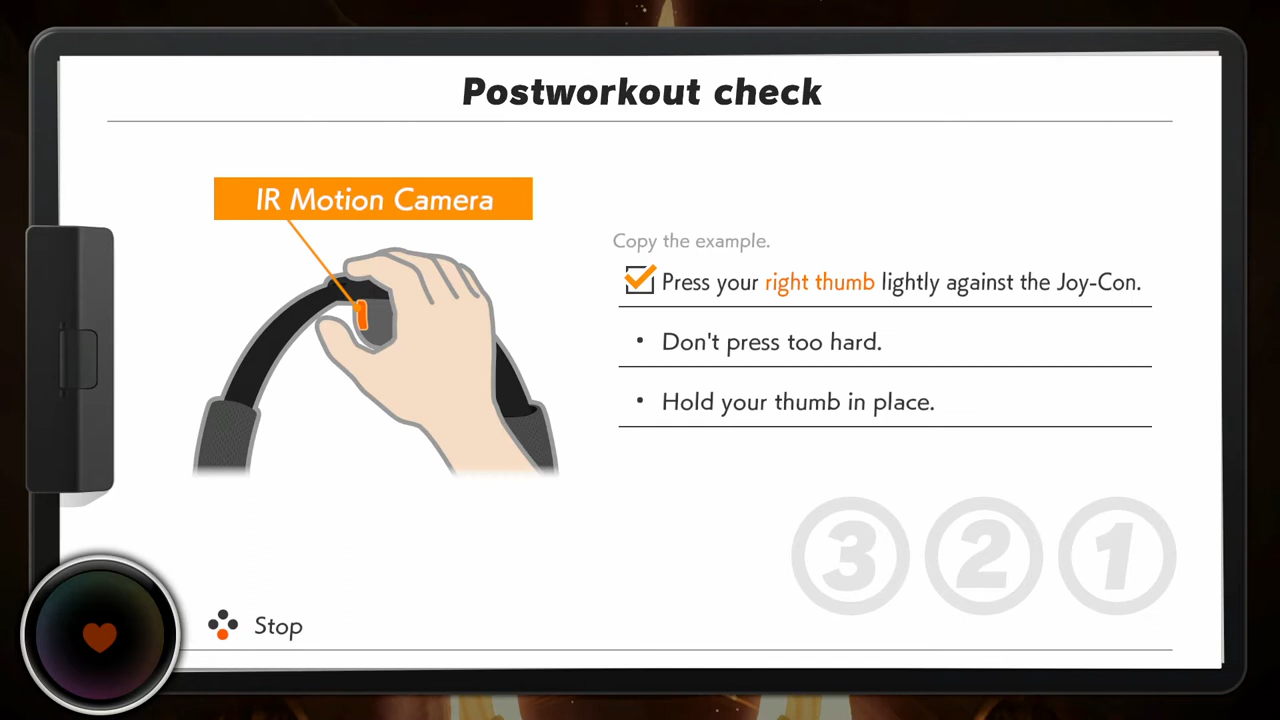 Postworkout check
IR Motion Camera
Copy the example.
Press your right thumb lightly against the Joy-Con.
• Don't press too hard.
• Hold your thumb in place.
3 2 1
Stop